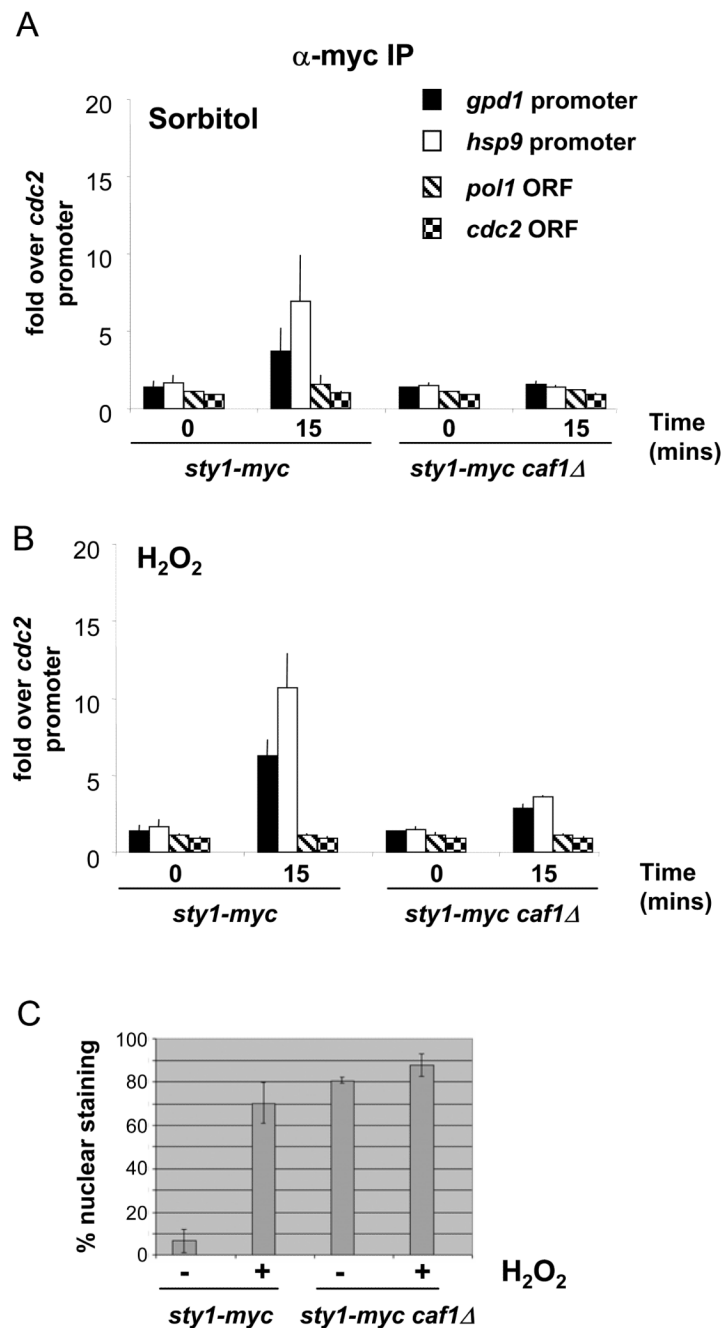 A
α-myc IP
Sorbitol
gpd1 promoter
hsp9 promoter
pol1 ORF
cdc2 ORF
fold over cdc2
promoter
20
15
10
5
0
0
15
0
15
Time
(mins)
sty1-myc
sty1-myc caf1Δ
B
H₂O₂
fold over cdc2
promoter
20
15
10
5
0
0
15
0
15
Time
(mins)
sty1-myc
sty1-myc caf1Δ
C
% nuclear staining
100
80
60
40
20
0
-
+
-
+
H₂O₂
sty1-myc
sty1-myc caf1Δ